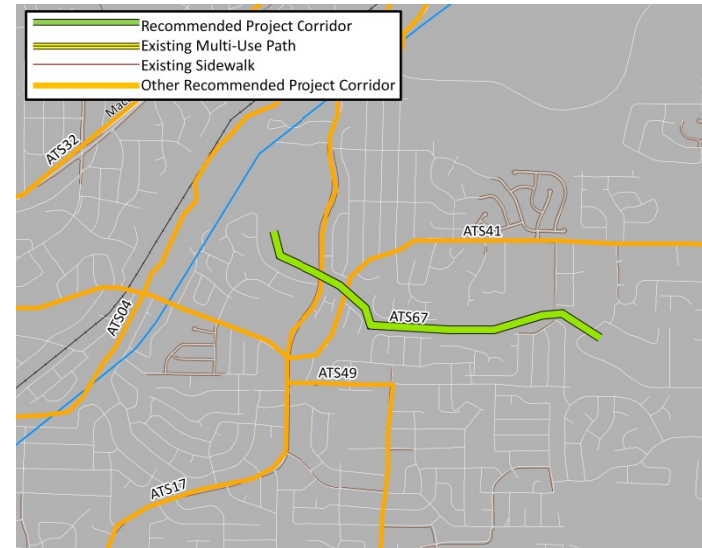 Recommended Project Corridor
Existing Multi-Use Path
Existing Sidewalk
Other Recommended Project Corridor
ATS32
ATS41
ATS04
ATS67
ATS49
ATS17